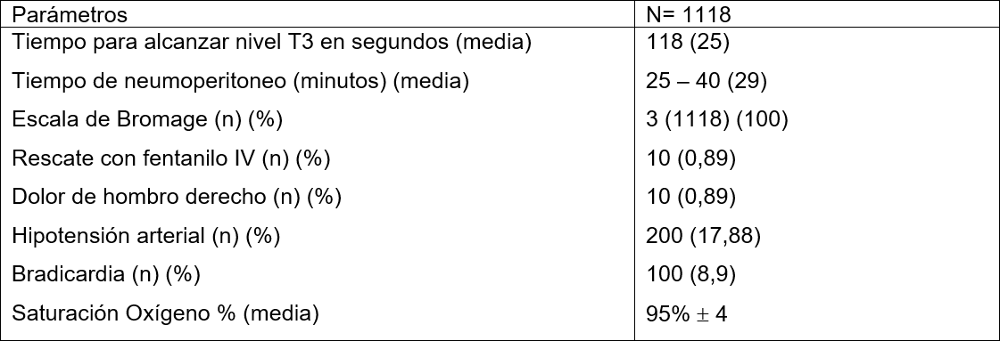 Parámetros N= 1118
Tiempo para alcanzar nivel T3 en segundos (media) 118 (25)
Tiempo de neumoperitoneo (minutos) (media) 25 – 40 (29)
Escala de Bromage (n) (%) 3 (1118) (100)
Rescate con fentanilo IV (n) (%) 10 (0,89)
Dolor de hombro derecho (n) (%) 10 (0,89)
Hipotensión arterial (n) (%) 200 (17,88)
Bradicardia (n) (%) 100 (8,9)
Saturación Oxígeno % (media) 95% ± 4